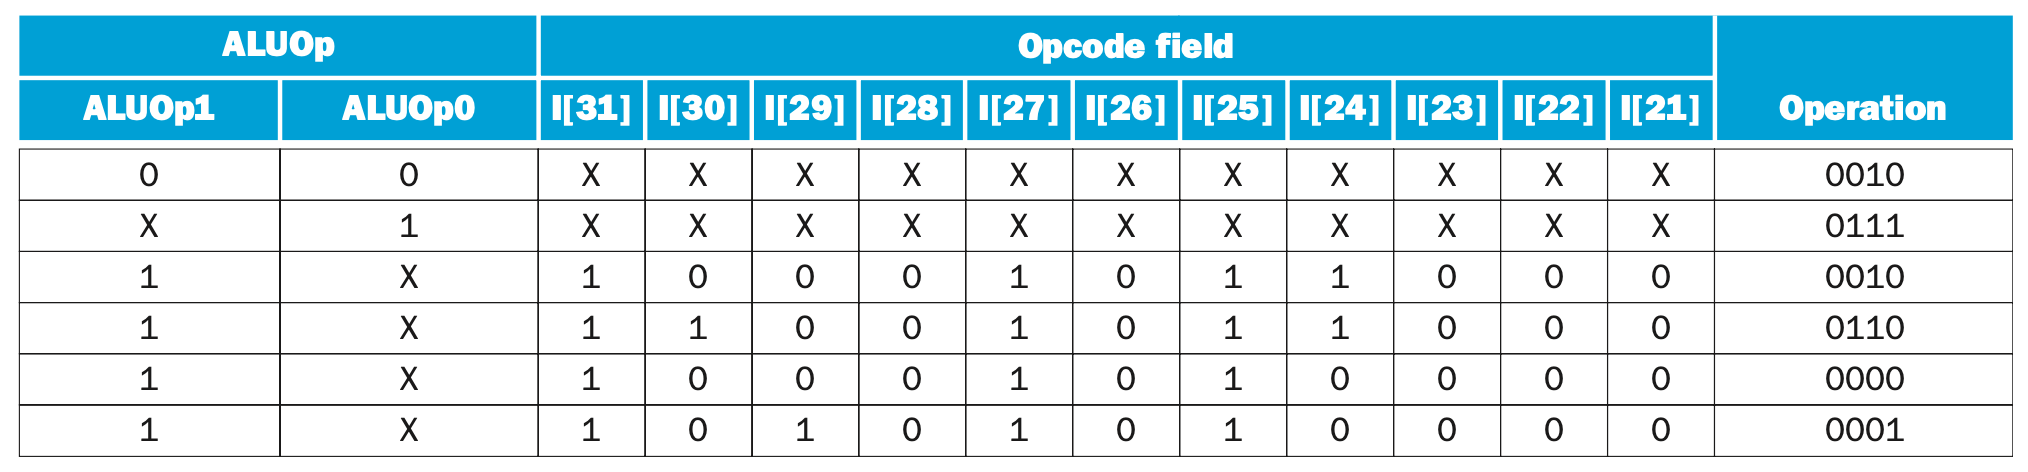 ALUOp Opcode field
ALUOp1 ALUOp0 I[31] I[30] I[29] I[28] I[27] I[26] I[25] I[24] I[23] I[22] I[21] Operation
0 0 X X X X X X X X X X X 0010
X 1 X X X X X X X X X X X 0111
1 X 1 0 0 0 1 0 1 1 0 0 0 0010
1 X 1 1 0 0 1 0 1 1 0 0 0 0110
1 X 1 0 0 0 1 0 1 0 0 0 0 0000
1 X 1 0 1 0 1 0 1 0 0 0 0 0001